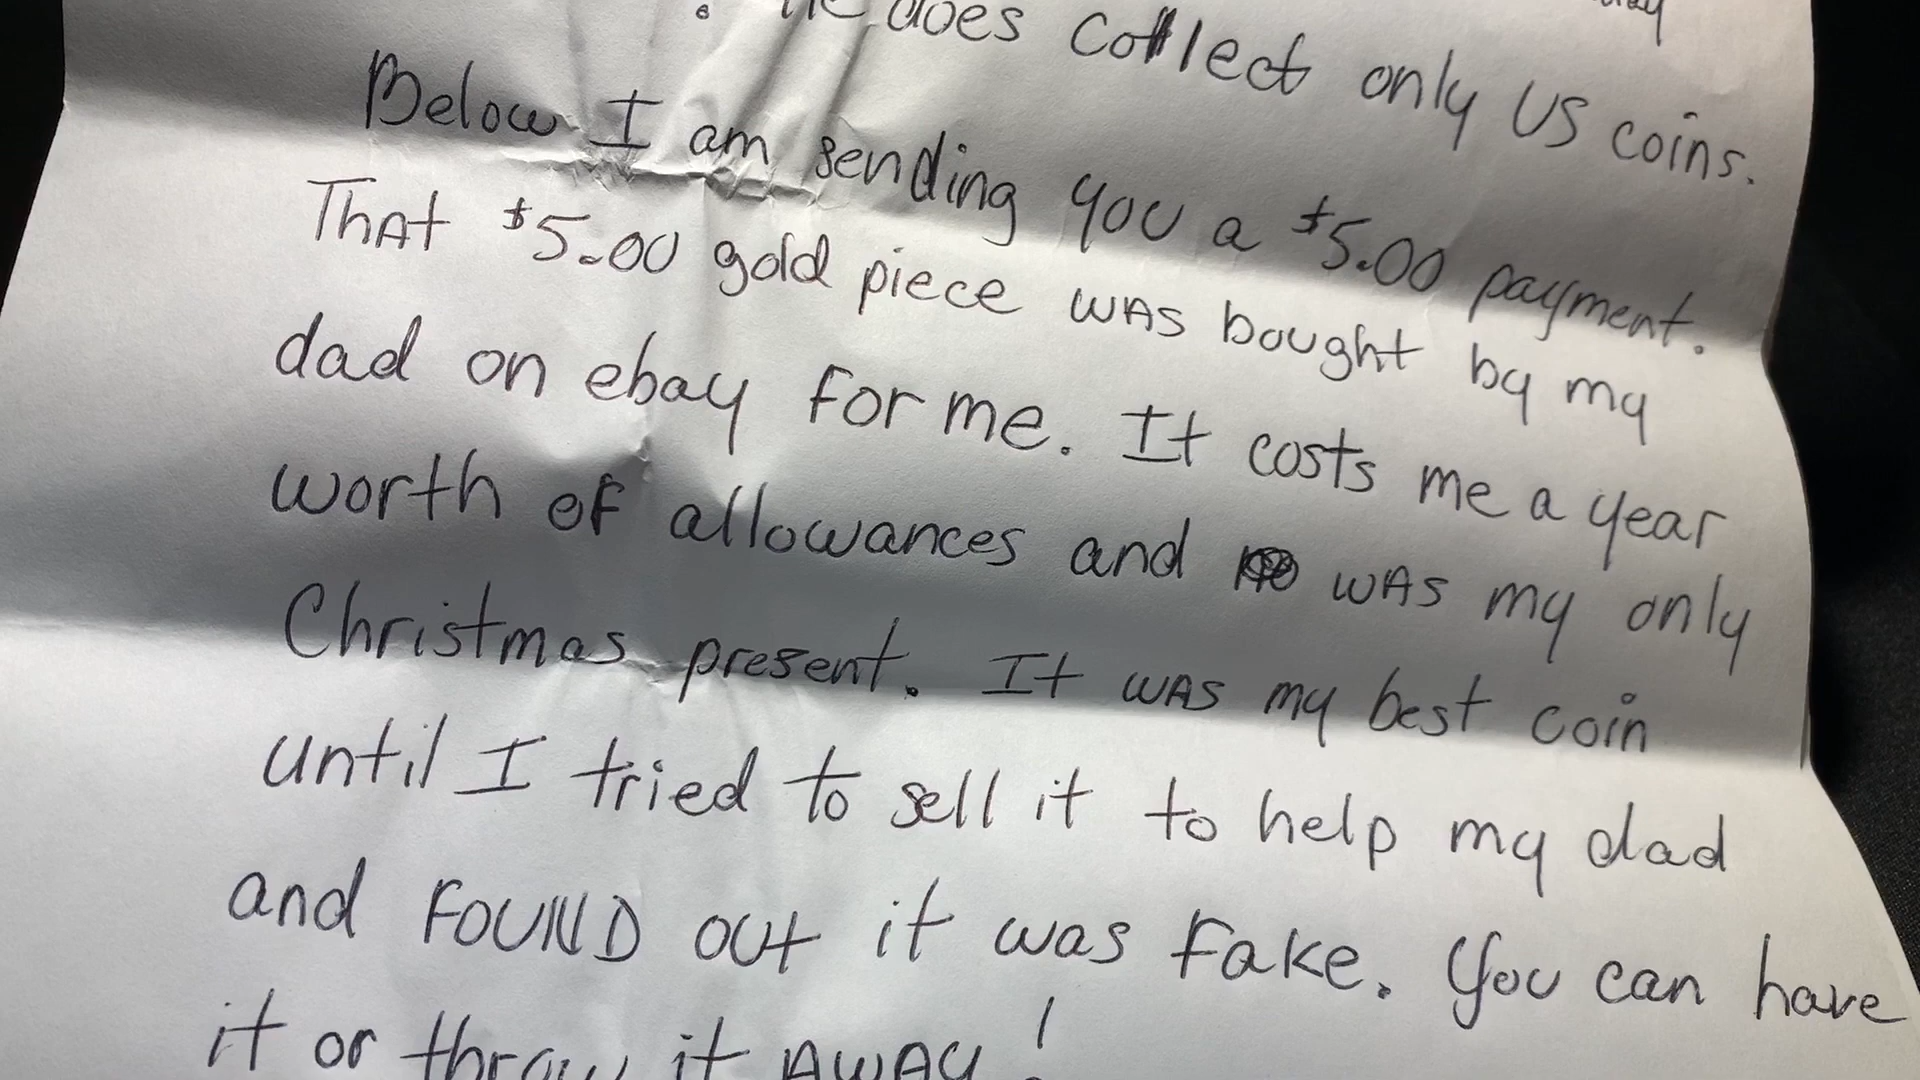 He does collect only US coins.
Below I am sending you a $5.00 payment.
That $5.00 gold piece was bought by my
dad on ebay for me. It costs me a year
worth of allowances and was my only
Christmas present. It was my best coin
until I tried to sell it to help my dad
and FOUND out it was fake. You can have
it or throw it AWAY!